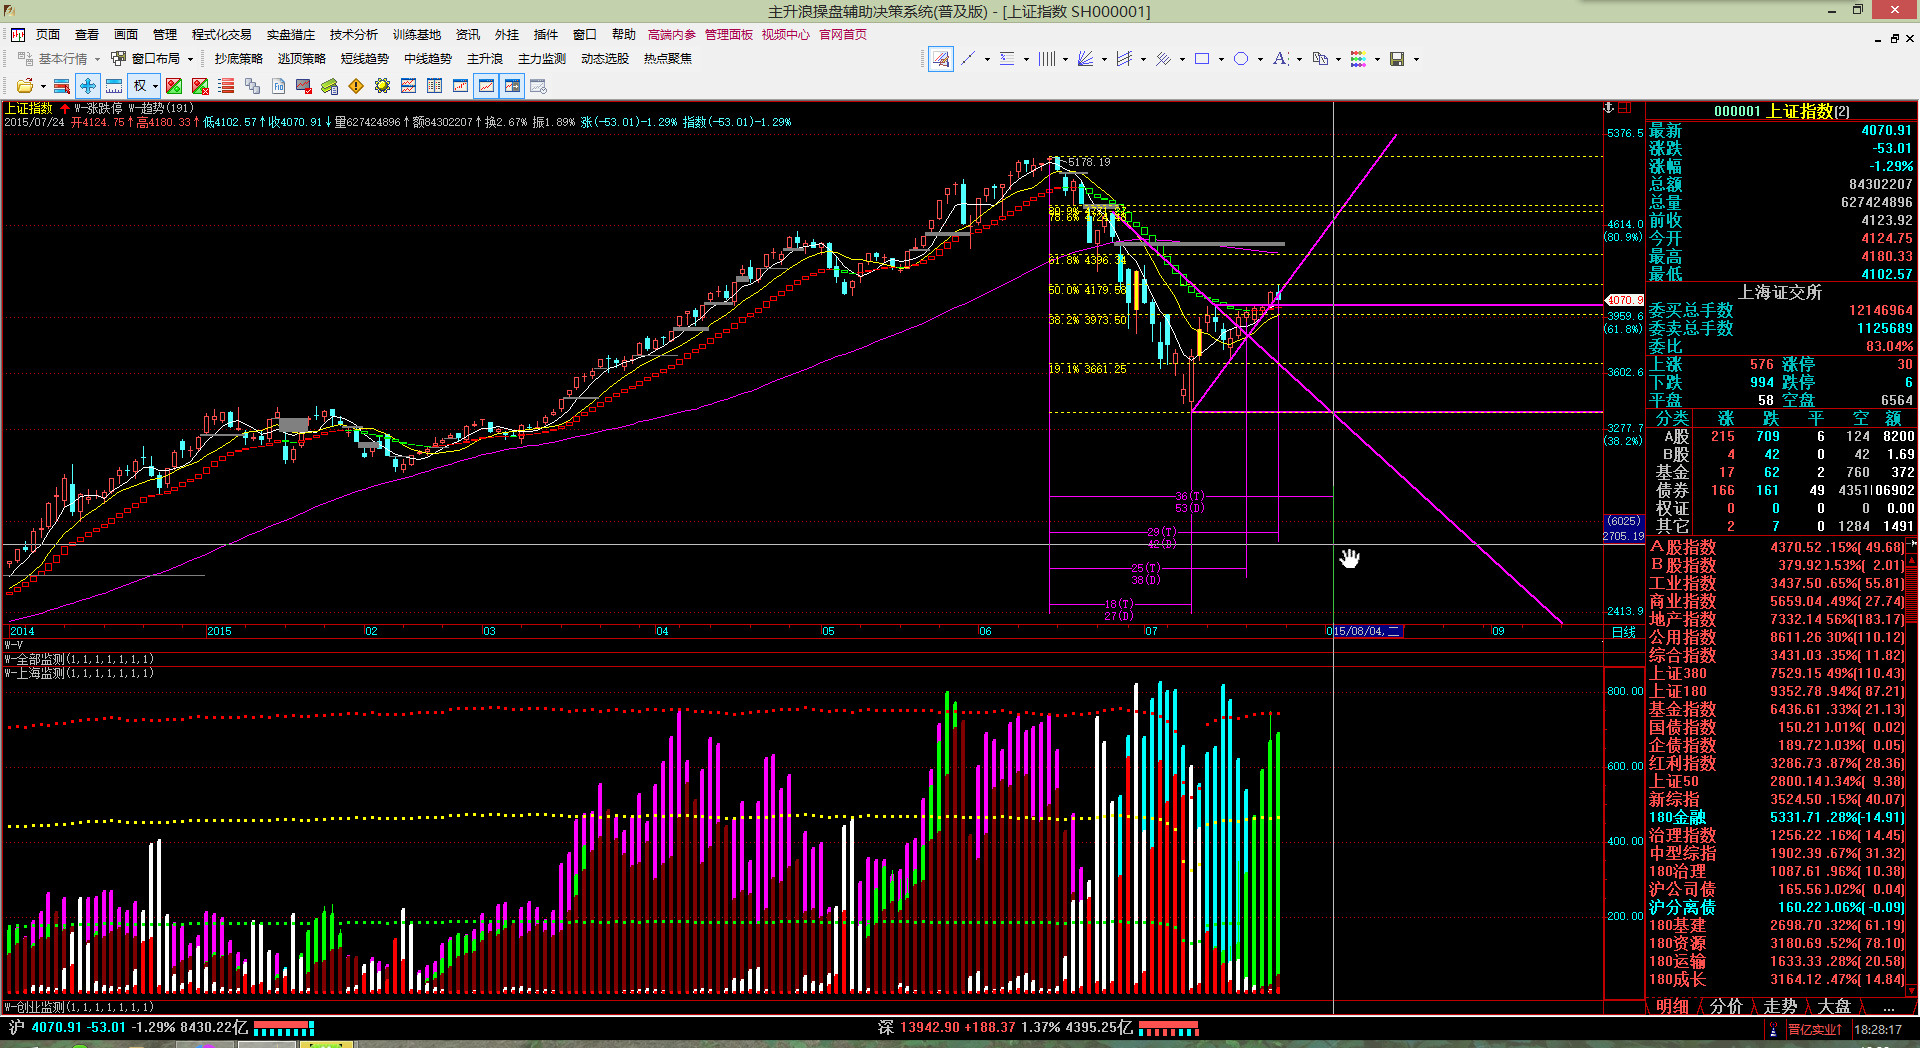 主升浪操盘辅助决策系统(普及版) - [上证指数 SH000001]
页面 查看 画面 管理 程式化交易 实盘猎庄 技术分析 训练基地 资讯 外挂 插件 窗口 帮助 高端内参 管理面板 视频中心 官网首页
基本行情 窗口布局 抄底策略 逃顶策略 短线趋势 中线趋势 主升浪 主力监测 动态选股 热点聚焦
权
上证指数 W-涨跌停 W-趋势(191)
2015/07/24 开4124.75↑高4180.33↑低4102.57↑收4070.91↓量627424896↑额84302207↑换2.67% 振1.89% 涨(-53.01)-1.29% 指数(-53.01)-1.29%
5178.19
78.6% 4724.48
61.8% 4396.34
50.0% 4179.58
38.2% 3973.50
19.1% 3661.25
36(T)
53(D)
29(T)
42(D)
25(T)
38(D)
18(T)
27(D)
5376.5
4614.0
(80.9%)
4070.9
3959.6
(61.8%)
3602.6
3277.7
(38.2%)
(6025)
2705.19
2413.9
2014 2015 02 03 04 05 06 07 015/08/04,二 09 日线
W-V
W-全部监测(1,1,1,1,1,1,1)
W-上海监测(1,1,1,1,1,1,1)
800.00
600.00
400.00
200.00
W-创业监测(1,1,1,1,1,1,1)
000001 上证指数(2)
最新 4070.91
涨跌 -53.01
涨幅 -1.29%
总额 84302207
总量 627424896
前收 4123.92
今开 4124.75
最高 4180.33
最低 4102.57
上海证交所
委买总手数 12146964
委卖总手数 1125689
委比 83.04%
上涨 576 涨停 30
下跌 994 跌停 6
平盘 58 空盘 6564
分类 涨 跌 平 空 额
A股 215 709 6 124 8200
B股 4 42 0 42 1.69
基金 17 62 2 760 372
债券 166 161 49 4351 06902
权证 0 0 0 0 0.00
其它 2 7 0 1284 1491
A股指数 4370.52 .15%( 49.68)
B股指数 379.92 0.53%( 2.01)
工业指数 3437.50 .65%( 55.81)
商业指数 5659.04 .49%( 27.74)
地产指数 7332.14 56%(183.17)
公用指数 8611.26 30%(110.12)
综合指数 3431.03 .35%( 11.82)
上证380 7529.15 49%(110.43)
上证180 9352.78 .94%( 87.21)
基金指数 6436.61 .33%( 21.13)
国债指数 150.21 0.01%( 0.02)
企债指数 189.72 0.03%( 0.05)
红利指数 3286.73 .87%( 28.36)
上证50 2800.14 0.34%( 9.38)
新综指 3524.50 .15%( 40.07)
180金融 5331.71 .28%(-14.91)
治理指数 1256.22 .16%( 14.45)
中型综指 1902.39 .67%( 31.32)
180治理 1087.61 .96%( 10.38)
沪公司债 165.56 0.02%( 0.04)
沪分离债 160.22 0.06%( -0.09)
180基建 2698.70 .32%( 61.19)
180资源 3180.69 .52%( 78.10)
180运输 1633.33 .28%( 20.58)
180成长 3164.12 .47%( 14.84)
明细 分价 走势 大盘 ...
沪 4070.91 -53.01 -1.29% 8430.22亿 深 13942.90 +188.37 1.37% 4395.25亿 晋亿实业↑ 18:28:17